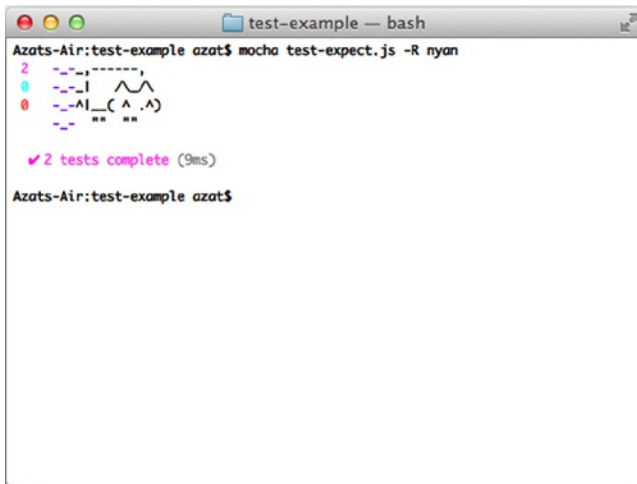 test-example — bash
Azats-Air:test-example azat$ mocha test-expect.js -R nyan
2 -_-_,------,
0 -_-_|   /\_/\
0 -_-^|__( ^ .^)
-_-  ""  ""
✔ 2 tests complete (9ms)
Azats-Air:test-example azat$